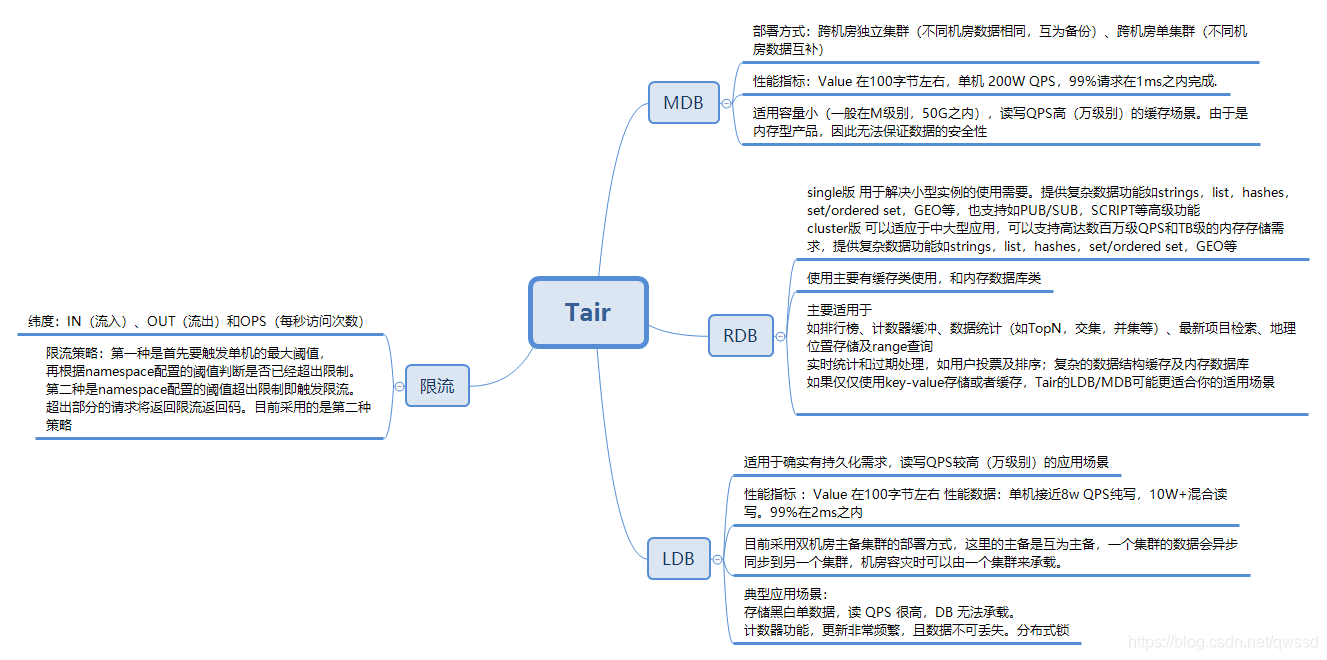 Tair
MDB
部署方式：跨机房独立集群（不同机房数据相同，互为备份）、跨机房单集群（不同机
房数据互补）
性能指标：Value 在100字节左右，单机 200W QPS，99%请求在1ms之内完成.
适用容量小（一般在M级别，50G之内），读写QPS高（万级别）的缓存场景。由于是
内存型产品，因此无法保证数据的安全性
RDB
single版 用于解决小型实例的使用需要。提供复杂数据功能如strings，list，hashes，
set/ordered set，GEO等，也支持如PUB/SUB，SCRIPT等高级功能
cluster版 可以适应于中大型应用，可以支持高达数百万级QPS和TB级的内存存储需
求，提供复杂数据功能如strings，list，hashes，set/ordered set，GEO等
使用主要有缓存类使用，和内存数据库类
主要适用于
如排行榜、计数器缓冲、数据统计（如TopN，交集，并集等）、最新项目检素、地理
位置存储及range查询
实时统计和过期处理，如用户投票及排序；复杂的数据结构缓存及内存数据库
如果仅仅使用key-value存储或者缓存，Tair的LDB/MDB可能更适合你的适用场景
LDB
适用于确实有持久化需求，读写QPS较高（万级别）的应用场景
性能指标 ：Value 在100字节左右 性能数据：单机接近8w QPS纯写，10W+混合读
写。99%在2ms之内
目前采用双机房主备集群的部署方式，这里的主备是互为主备，一个集群的数据会异步
同步到另一个集群，机房容灾时可以由一个集群来承载。
典型应用场景：
存储黑白单数据，读 QPS 很高，DB 无法承载。
计数器功能，更新非常频繁，且数据不可丢失。分布式锁
限流
纬度：IN（流入）、OUT（流出）和OPS（每秒访问次数）
限流策略：第一种是首先要触发单机的最大阈值，
再根据namespace配置的阈值判断是否已经超出限制。
第二种是namespace配置的阈值超出限制即触发限流。
超出部分的请求将返回限流返回码。目前采用的是第二种
策略
https://blog.csdn.net/qwssd